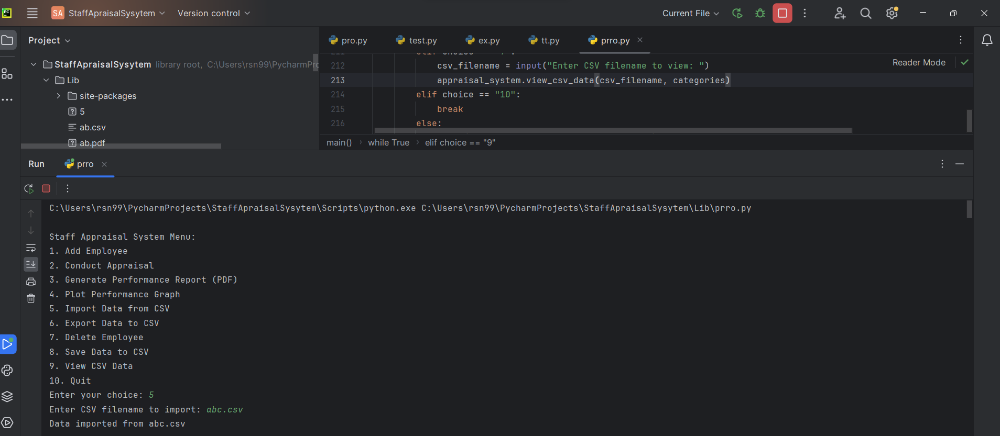 PC
SA StaffApraisalSysytem Version control Current File
Project
pro.py test.py ex.py tt.py prro.py
StaffApraisalSysytem library root, C:\Users\rsn99\PycharmPro
Lib
site-packages
5
ab.csv
ab.pdf
212 csv_filename = input("Enter CSV filename to view: ")
Reader Mode
213 appraisal_system.view_csv_data(csv_filename, categories)
214 elif choice == "10":
215 break
216 else:
main() › while True › elif choice == "9"
Run prro
C:\Users\rsn99\PycharmProjects\StaffApraisalSysytem\Scripts\python.exe C:\Users\rsn99\PycharmProjects\StaffApraisalSysytem\Lib\prro.py
Staff Appraisal System Menu:
1. Add Employee
2. Conduct Appraisal
3. Generate Performance Report (PDF)
4. Plot Performance Graph
5. Import Data from CSV
6. Export Data to CSV
7. Delete Employee
8. Save Data to CSV
9. View CSV Data
10. Quit
Enter your choice: 5
Enter CSV filename to import: abc.csv
Data imported from abc.csv